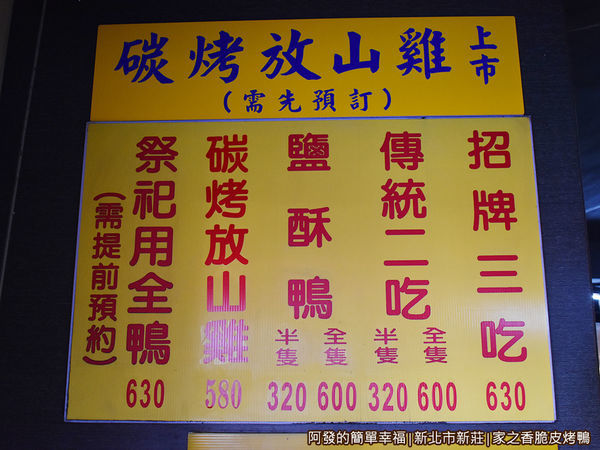 碳烤放山雞上市
(需先預訂)
招牌三吃
630
傳統二吃
全隻 600
半隻 320
鹽酥鴨
全隻 600
半隻 320
碳烤放山雞
580
祭祀用全鴨
(需提前預約)
630
阿發的簡單幸福||新北市新莊||家之香脆皮烤鴨